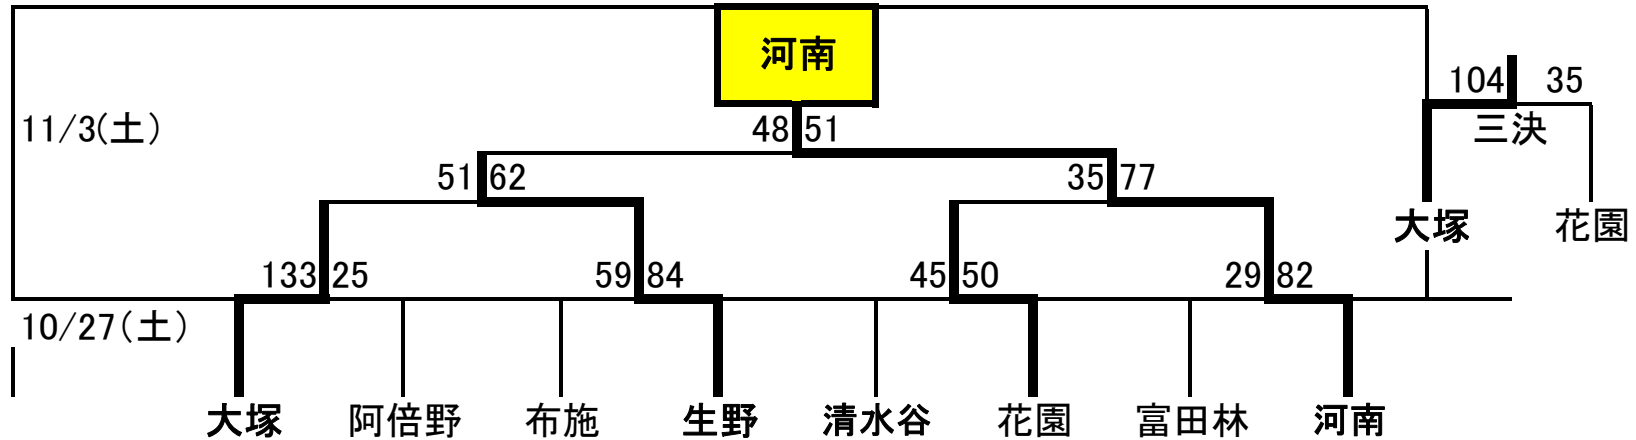 河南
104 35
11/3(土)
48 51
三決
51 62
35 77
大塚 花園
133 25
59 84
45 50
29 82
10/27(土)
大塚 阿倍野 布施 生野 清水谷 花園 富田林 河南